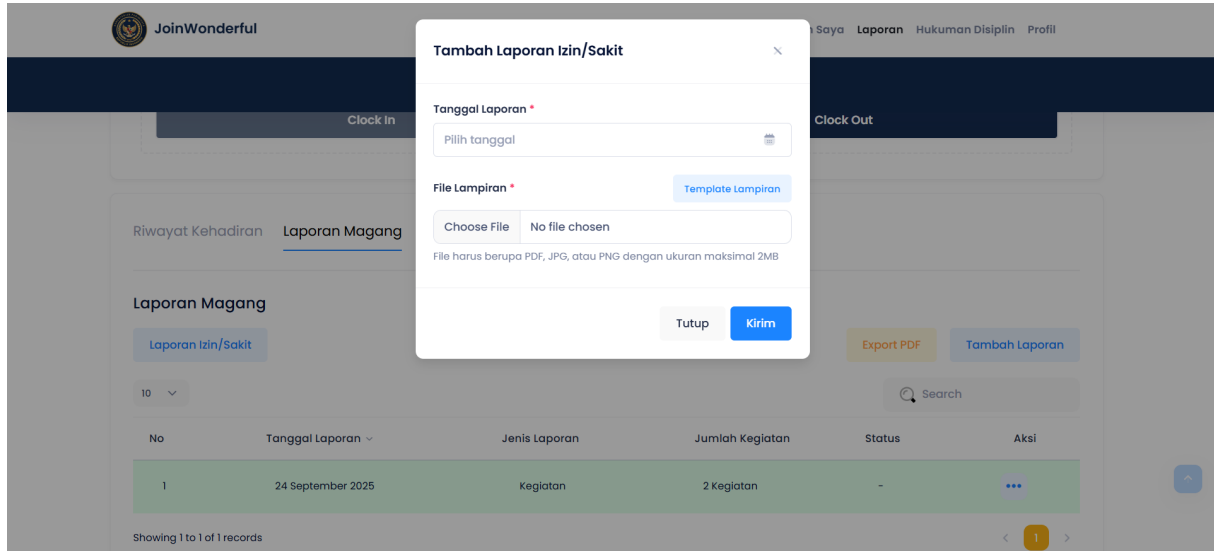 JoinWonderful
Saya Laporan Hukuman Disiplin Profil
Tambah Laporan Izin/Sakit
Tanggal Laporan *
Pilih tanggal
Clock In
Clock Out
File Lampiran *
Template Lampiran
Choose File No file chosen
File harus berupa PDF, JPG, atau PNG dengan ukuran maksimal 2MB
Tutup Kirim
Riwayat Kehadiran Laporan Magang
Laporan Magang
Laporan Izin/Sakit
Export PDF Tambah Laporan
10
Search
No Tanggal Laporan Jenis Laporan Jumlah Kegiatan Status Aksi
1 24 September 2025 Kegiatan 2 Kegiatan -
Showing 1 to 1 of 1 records
< 1 >